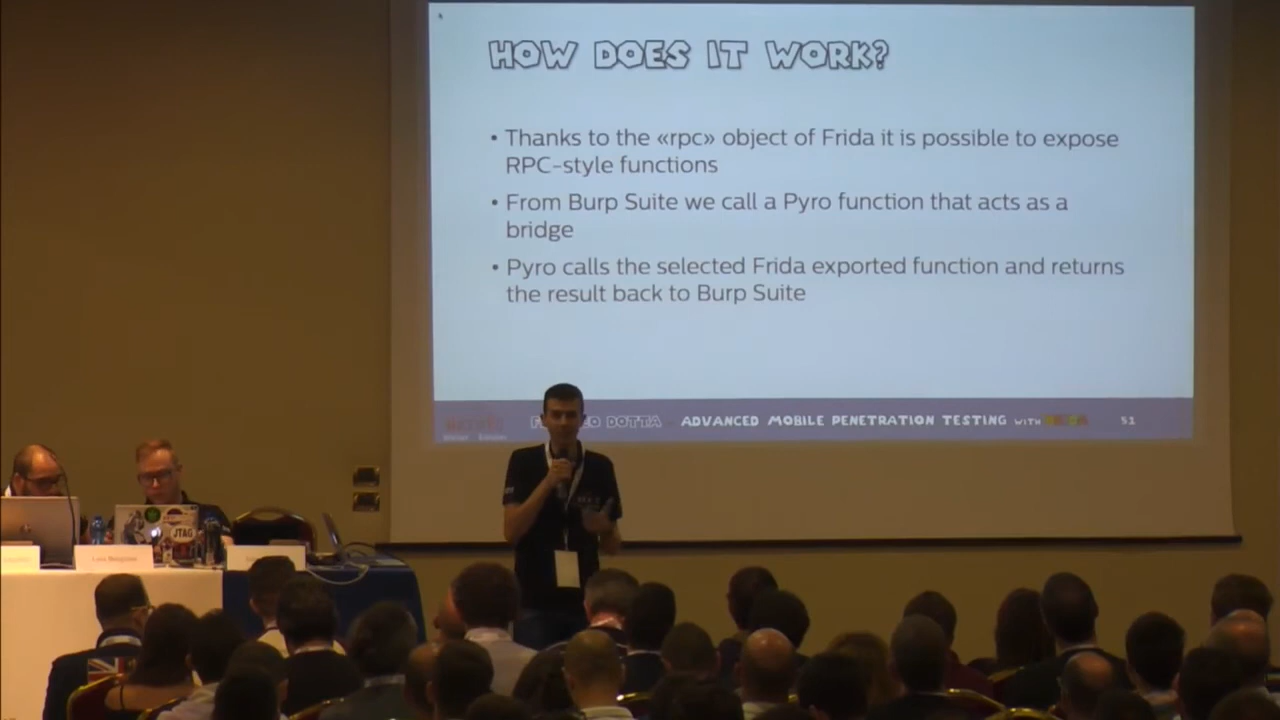 HOW DOES IT WORK?
• Thanks to the «rpc» object of Frida it is possible to expose
RPC-style functions
• From Burp Suite we call a Pyro function that acts as a
bridge
• Pyro calls the selected Frida exported function and returns
the result back to Burp Suite
DOTTA ADVANCED MOBILE PENETRATION TESTING WITH 51
JTAG